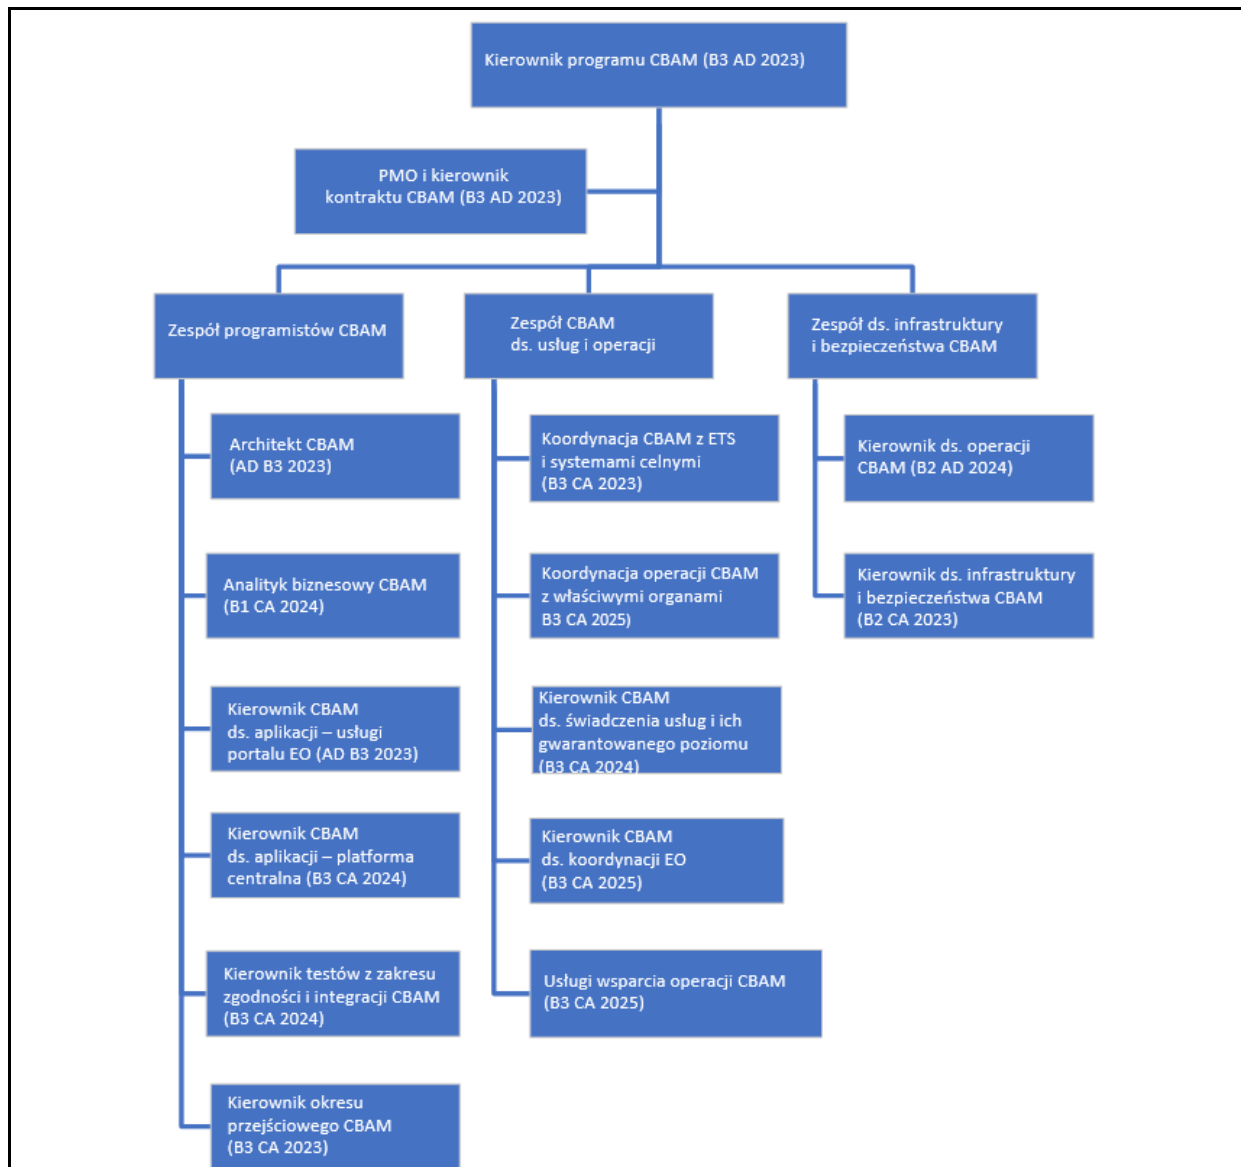 Kierownik programu CBAM (B3 AD 2023)
PMO i kierownik
kontraktu CBAM (B3 AD 2023)
Zespół programistów CBAM
Zespół CBAM
ds. usług i operacji
Zespół ds. infrastruktury
i bezpieczeństwa CBAM
Architekt CBAM
(AD B3 2023)
Analityk biznesowy CBAM
(B1 CA 2024)
Kierownik CBAM
ds. aplikacji – usługi
portalu EO (AD B3 2023)
Kierownik CBAM
ds. aplikacji – platforma
centralna (B3 CA 2024)
Kierownik testów z zakresu
zgodności i integracji CBAM
(B3 CA 2024)
Kierownik okresu
przejściowego CBAM
(B3 CA 2023)
Koordynacja CBAM z ETS
i systemami celnymi
(B3 CA 2023)
Koordynacja operacji CBAM
z właściwymi organami
B3 CA 2025)
Kierownik CBAM
ds. świadczenia usług i ich
gwarantowanego poziomu
(B3 CA 2024)
Kierownik CBAM
ds. koordynacji EO
(B3 CA 2025)
Usługi wsparcia operacji CBAM
(B3 CA 2025)
Kierownik ds. operacji
CBAM (B2 AD 2024)
Kierownik ds. infrastruktury
i bezpieczeństwa CBAM
(B2 CA 2023)